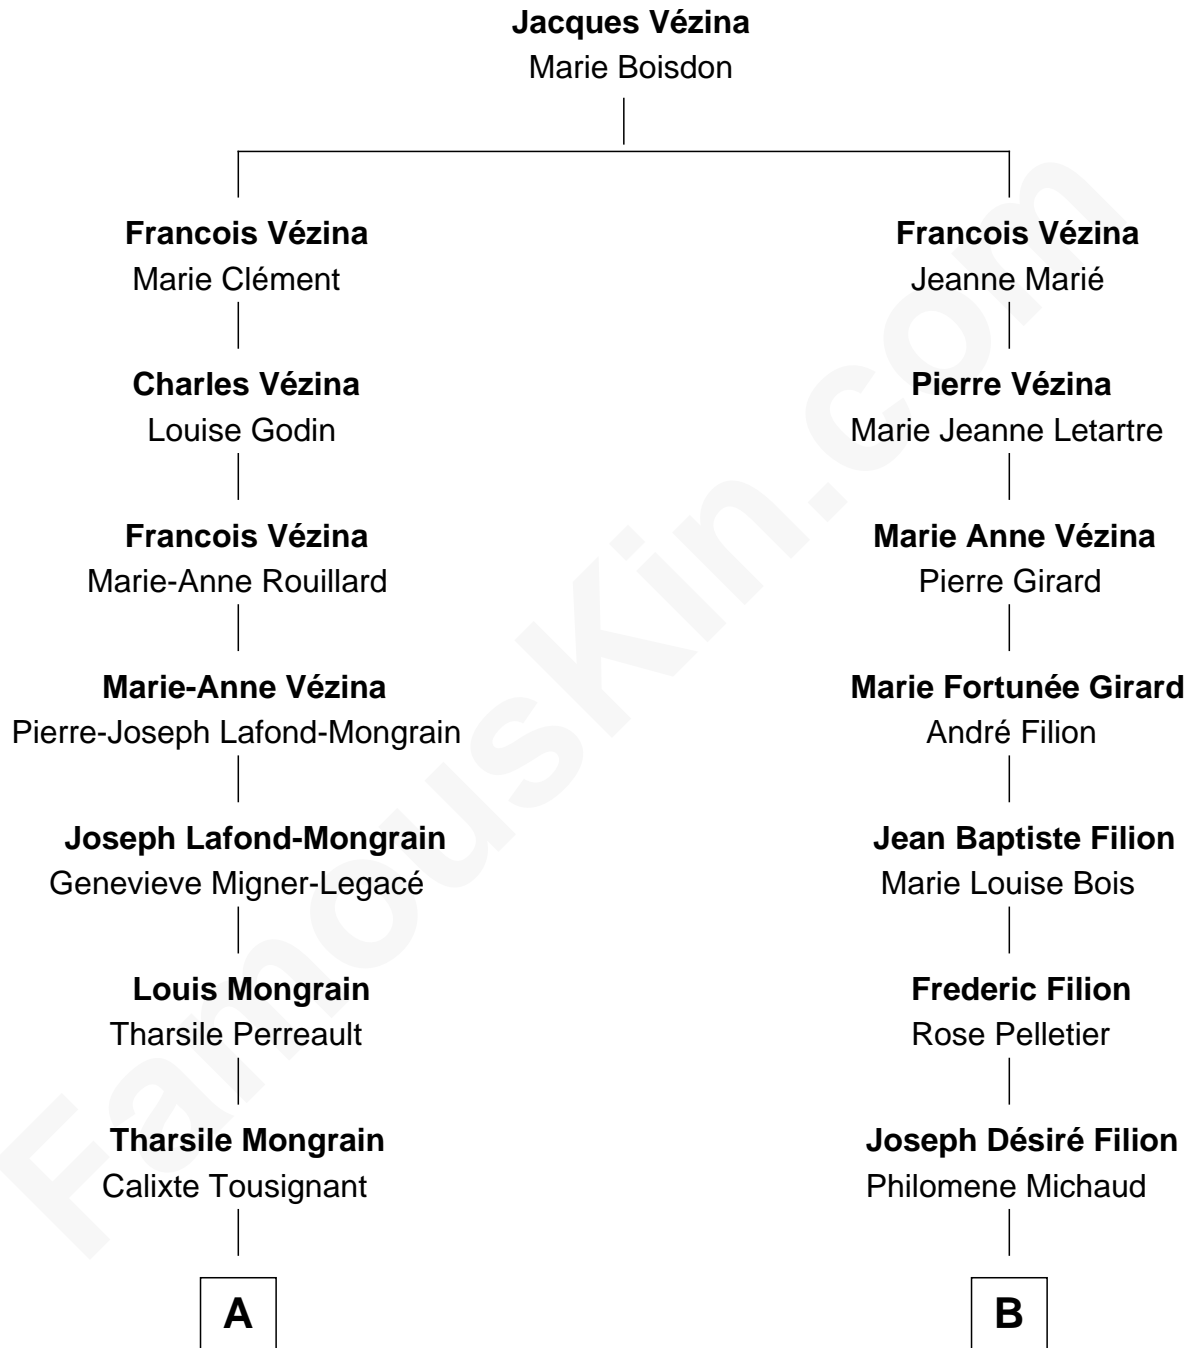 Jacques Vézina
Marie Boisdon
Francois Vézina
Marie Clément
Charles Vézina
Louise Godin
Francois Vézina
Marie-Anne Rouillard
Marie-Anne Vézina
Pierre-Joseph Lafond-Mongrain
Joseph Lafond-Mongrain
Genevieve Migner-Legacé
Louis Mongrain
Tharsile Perreault
Tharsile Mongrain
Calixte Tousignant
A
Francois Vézina
Jeanne Marié
Pierre Vézina
Marie Jeanne Letartre
Marie Anne Vézina
Pierre Girard
Marie Fortunée Girard
André Filion
Jean Baptiste Filion
Marie Louise Bois
Frederic Filion
Rose Pelletier
Joseph Désiré Filion
Philomene Michaud
B
FamousKin.com